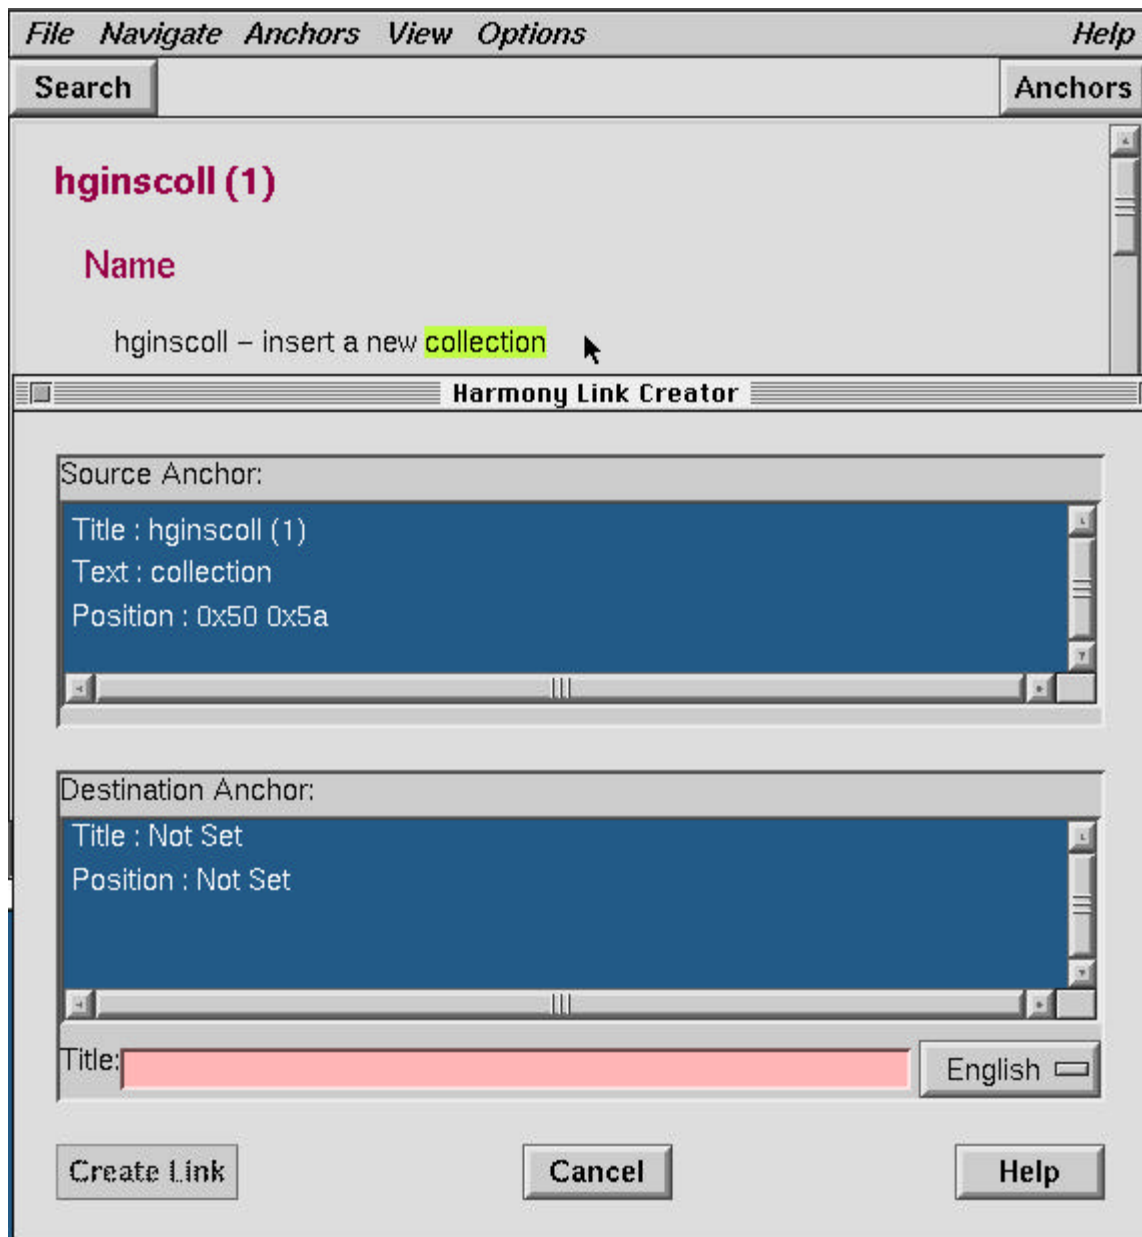 File Navigate Anchors View Options Help
Search Anchors
hginscoll (1)
Name
hginscoll – insert a new collection
Harmony Link Creator
Source Anchor:
Title : hginscoll (1)
Text : collection
Position : 0x50 0x5a
Destination Anchor:
Title : Not Set
Position : Not Set
Title: English
Create Link Cancel Help